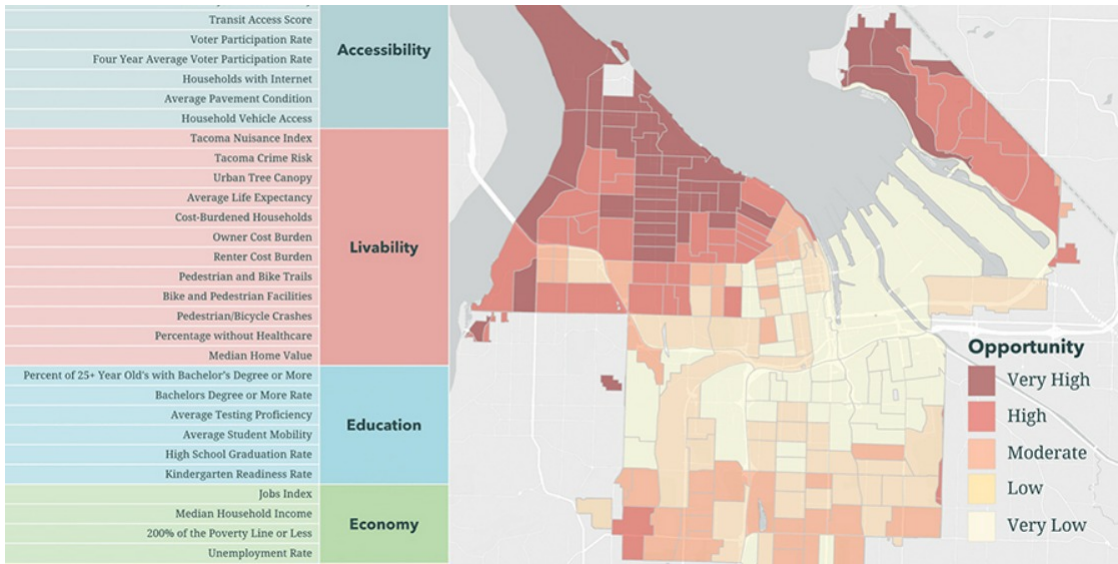 Transit Access Score
Voter Participation Rate
Four Year Average Voter Participation Rate
Households with Internet
Average Pavement Condition
Household Vehicle Access
Accessibility
Tacoma Nuisance Index
Tacoma Crime Risk
Urban Tree Canopy
Average Life Expectancy
Cost-Burdened Households
Owner Cost Burden
Renter Cost Burden
Pedestrian and Bike Trails
Bike and Pedestrian Facilities
Pedestrian/Bicycle Crashes
Percentage without Healthcare
Median Home Value
Livability
Percent of 25+ Year Old's with Bachelor's Degree or More
Bachelors Degree or More Rate
Average Testing Proficiency
Average Student Mobility
High School Graduation Rate
Kindergarten Readiness Rate
Education
Jobs Index
Median Household Income
200% of the Poverty Line or Less
Unemployment Rate
Economy
Opportunity
Very High
High
Moderate
Low
Very Low